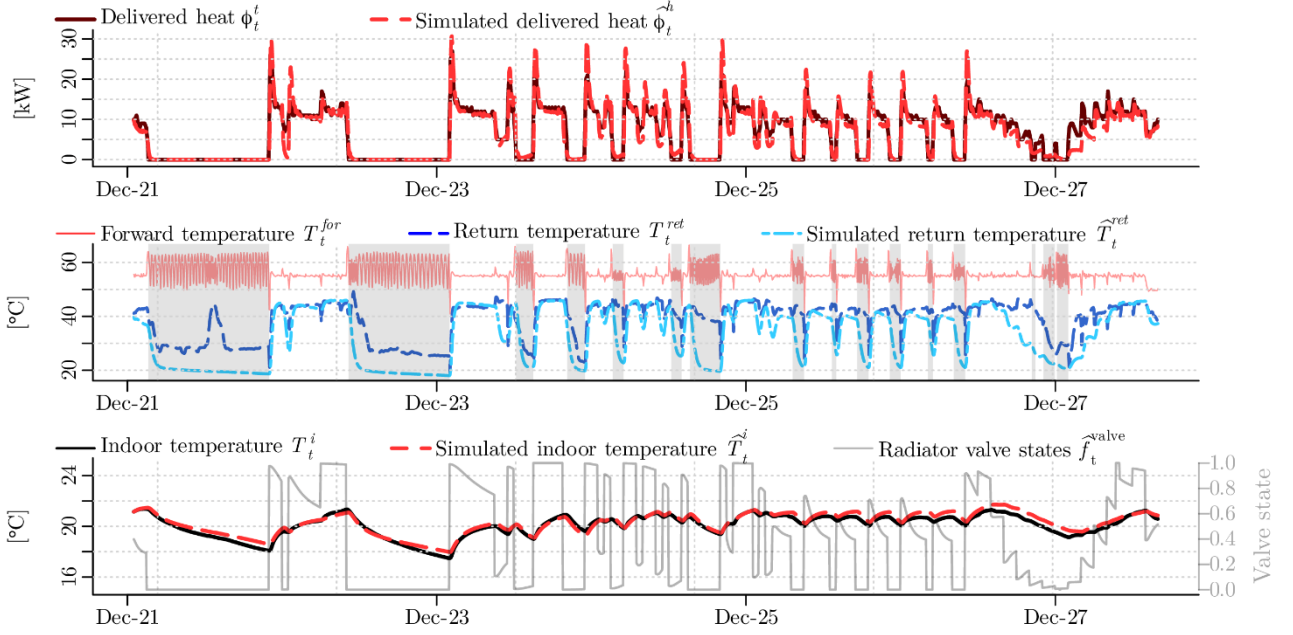 Delivered heat ϕ_t^t Simulated delivered heat ϕ̂_t^h
30
20
10
0
[kW]
Dec-21 Dec-23 Dec-25 Dec-27
Forward temperature T_t^for Return temperature T_t^ret Simulated return temperature T̂_t^ret
60
40
20
[°C]
Dec-21 Dec-23 Dec-25 Dec-27
Indoor temperature T_t^i Simulated indoor temperature T̂_t^i Radiator valve states f̂_t^valve
24
20
16
[°C]
1.0
0.8
0.6
0.4
0.2
0.0
Valve state
Dec-21 Dec-23 Dec-25 Dec-27